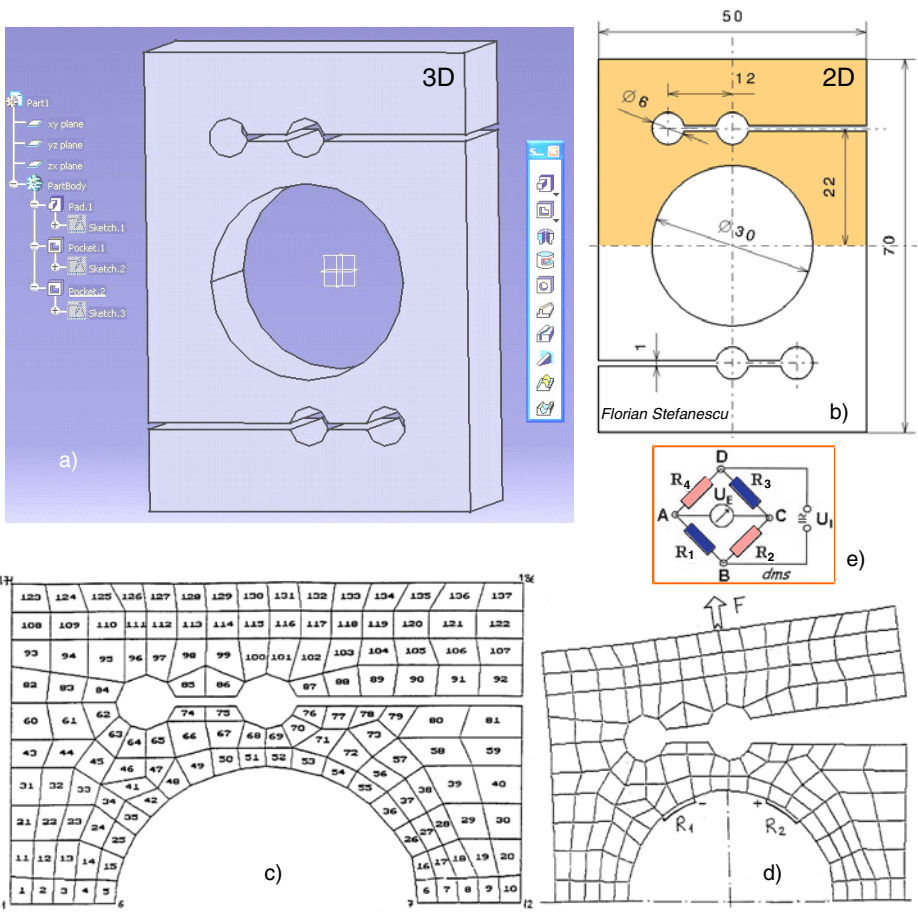 3D
Part1
xy plane
yz plane
zx plane
PartBody
Pad.1
Sketch.1
Pocket.1
Sketch.2
Pocket.2
Sketch.3
S...
a)
50
2D
12
Ø6
22
Ø30
70
1
Florian Stefanescu
b)
D
R4 R3
UE
A C
UI
R1 R2
B
dms
e)
123 124 125 126 127 128 129 130 131 132 133 134 135 136 137
108 109 110 111 112 113 114 115 116 117 118 119 120 121 122
93 94 95 96 97 98 99 100 101 102 103 104 105 106 107
82 83 84 85 86 87 88 89 90 91 92
60 61 62 63 64 65 74 75 66 67 68 69 70 76 77 78 79 80 81
43 44 45 46 47 48 49 50 51 52 53 54 71 72 73 55 56 57 58 59
31 32 33 34 41 42 36 37 38 39 40
21 22 23 24 35 25 26 27 28 29 30
11 12 13 14 15 16 17 18 19 20
1 2 3 4 5 6 7 8 9 10
1 6 7 12
c)
F
R1 - + R2
d)